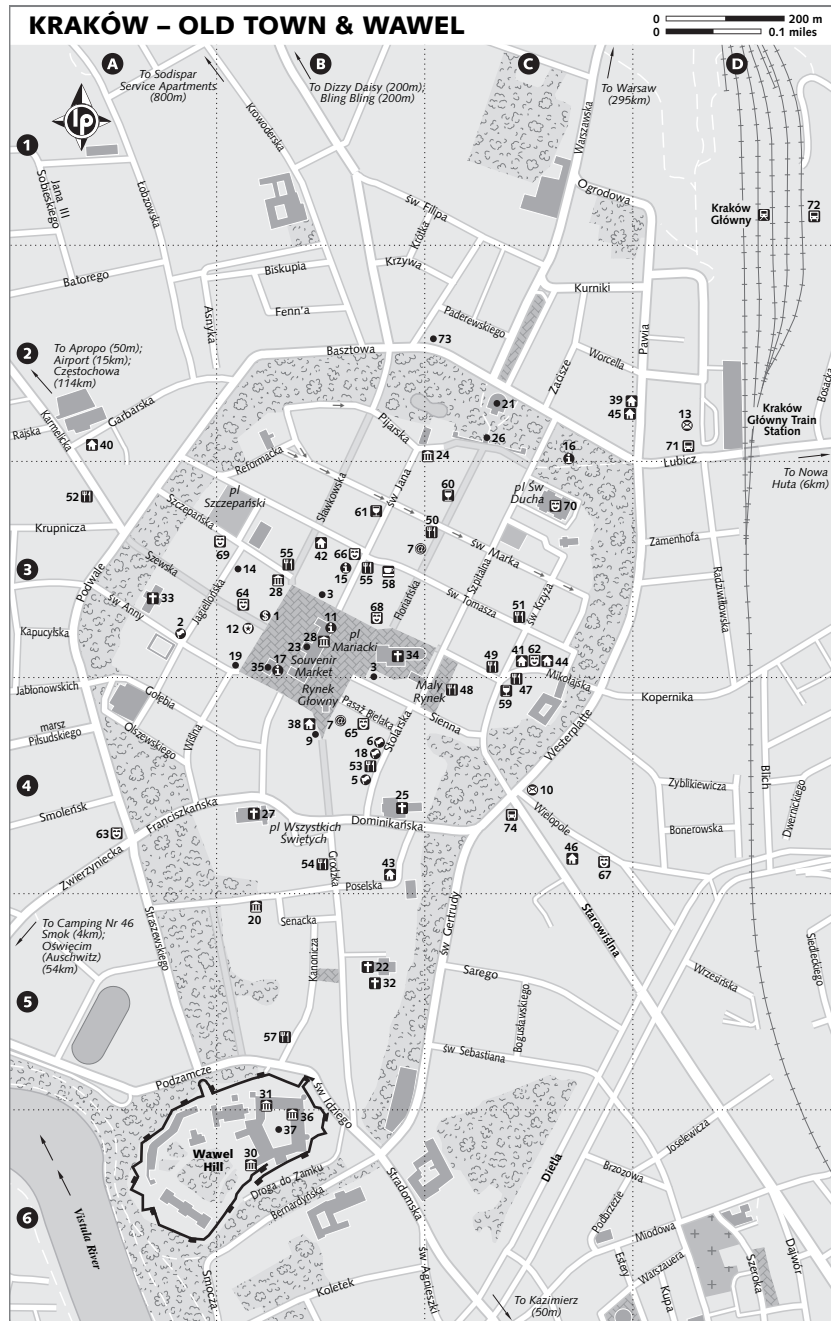 KRAKÓW – OLD TOWN & WAWEL
0 200 m
0 0.1 miles
A
B
C
D
To Sodispar
Service Apartments
(800m)
To Dizzy Daisy (200m);
Bling Bling (200m)
To Warsaw
(295km)
lp
1
Jana III
Sobieskiego
Łobzowska
Krowoderska
Warszawska
Ogrodowa
św. Filipa
Krótka
Krzywa
Kraków
Główny
72
Batorego
Biskupia
Fenn'a
Asnyka
Paderewskiego
Kurniki
73
2
To Apropo (50m);
Airport (15km);
Częstochowa
(114km)
Basztowa
Zacisze
Worcella
Pawia
Bosacka
Garbarska
Karmelicka
Rajska
40
21
26
39
45
13
71
Kraków
Główny Train
Station
Pijarska
Reformacka
24
16
Lubicz
To Nowa
Huta (6km)
52
pl
Szczepański
Sławkowska
św Jana
60
pl Św
Ducha
70
Krupnicza
Szczepańska
61
50
7
św. Marka
Zamenhofa
3
Szewska
69
55
42
66
15
55
58
Szpitalna
Radziwiłłowska
Podwale
14
28
3
Floriańska
św. Tomasza
51
św. Krzyża
33
św. Anny
64
1
68
Kapucyńska
2
Jagiellońska
12
11
28
23
pl
Mariacki
34
49
41
62
44
Souvenir
Market
35
17
19
3
Mikołajska
Jabłonowskich
Gołębia
Rynek
Głowny
Mały
Rynek
48
47
59
Kopernika
marsz
Piłsudskiego
Olszewskiego
Wiślna
38
7
Pasaż Bielaka
65
9
Stolarska
Sienna
6
18
53
5
Westerplatte
4
Smoleńsk
25
10
Zyblikiewicza
Blich
Dwernickiego
Franciszkańska
27
pl Wszystkich
Świętych
Dominikańska
74
Wielopole
Bonerowska
63
Zwierzyniecka
54
Grodzka
43
Poselska
46
67
To Camping Nr 46
Smok (4km);
Oświęcim
(Auschwitz)
(54km)
Straszewskiego
20
Senacka
św Gertrudy
Starowiślna
Siedleckiego
Kanonicza
22
32
Sarego
Wrzesińska
5
Bogusławskiego
57
św Sebastiana
Podzamcze
31
36
37
św. Idziego
Wawel
Hill
30
Droga do Zamku
Bernardyńska
Stradomska
Dietla
Joselewicza
Brzozowa
Podbrzezie
Vistula River
6
Miodowa
Estery
Warszauera
Kupa
Szeroka
Dajwór
Smocza
Koletek
św. Agnieszki
To Kazimierz
(50m)